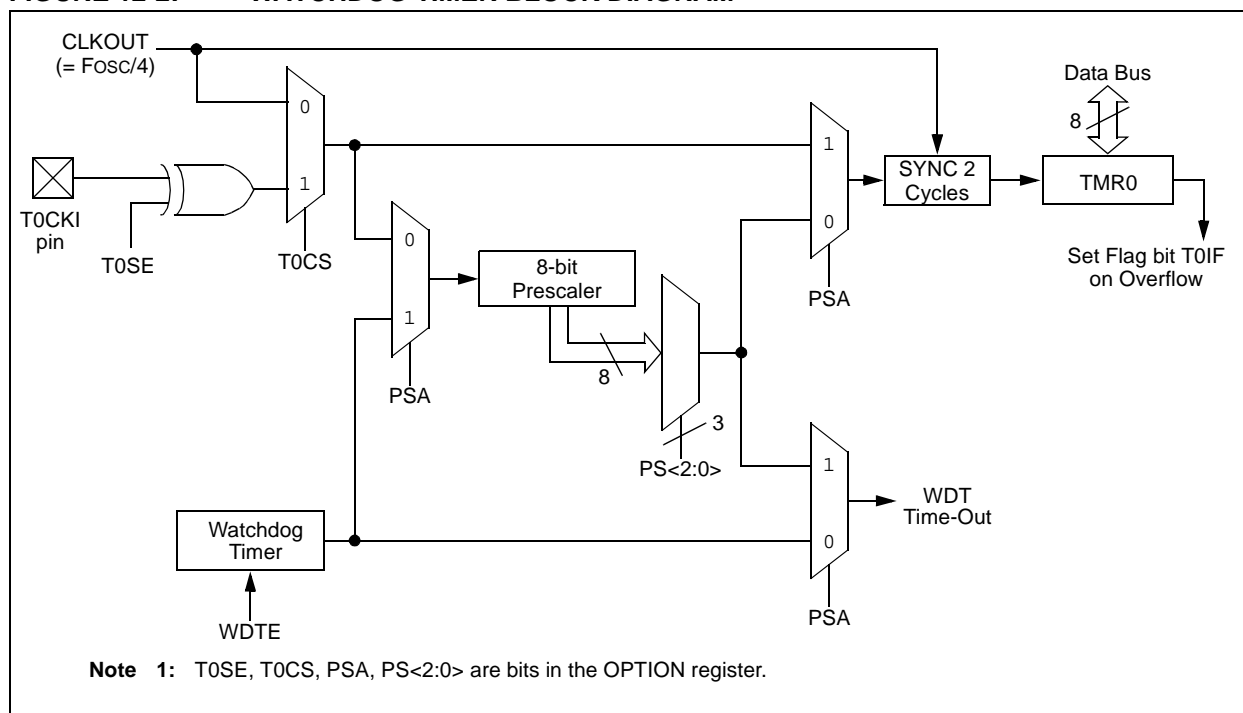 CLKOUT
(= FOSC/4)
Data Bus
8
0
1
1
0
T0CKI
pin
T0SE
T0CS
SYNC 2
Cycles
TMR0
Set Flag bit T0IF
on Overflow
0
1
PSA
8-bit
Prescaler
8
3
PS<2:0>
PSA
Watchdog
Timer
WDTE
1
0
PSA
WDT
Time-Out
Note 1: T0SE, T0CS, PSA, PS<2:0> are bits in the OPTION register.